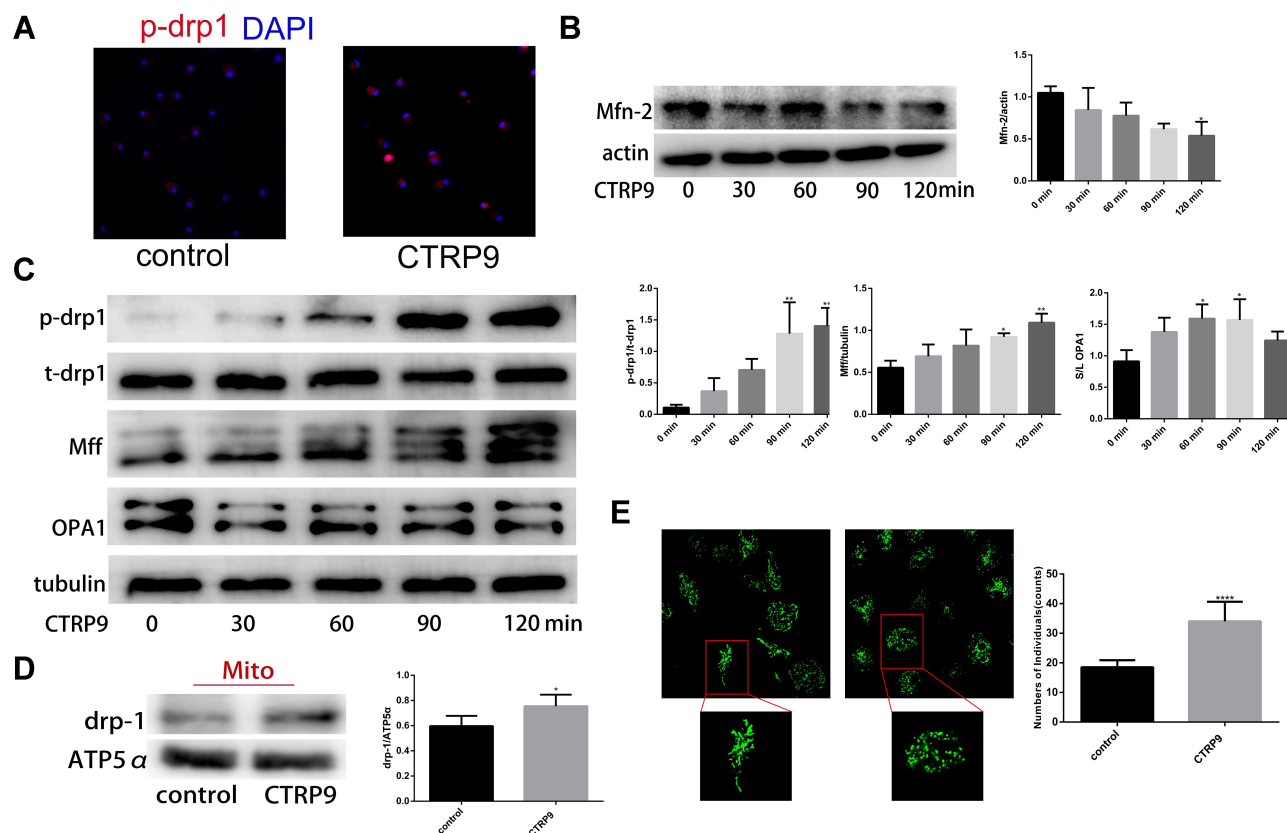 A
p-drp1 DAPI
control
CTRP9
B
Mfn-2
actin
CTRP9 0 30 60 90 120min
Mfn-2/actin
1.5
1.0
0.5
0.0
*
0 min 30 min 60 min 90 min 120 min
C
p-drp1
t-drp1
Mff
OPA1
tubulin
CTRP9 0 30 60 90 120 min
p-drp1/t-drp1
2.0
1.5
1.0
0.5
0.0
** **
0 min 30 min 60 min 90 min 120 min
Mff/tubulin
1.5
1.0
0.5
0.0
* **
0 min 30 min 60 min 90 min 120 min
S/L OPA1
2.0
1.5
1.0
0.5
0.0
* *
0 min 30 min 60 min 90 min 120 min
D
Mito
drp-1
ATP5 α
control CTRP9
drp-1/ATP5α
1.0
0.8
0.6
0.4
0.2
0.0
*
control CTRP9
E
Numbers of Individuals(counts)
50
40
30
20
10
0
****
control CTRP9